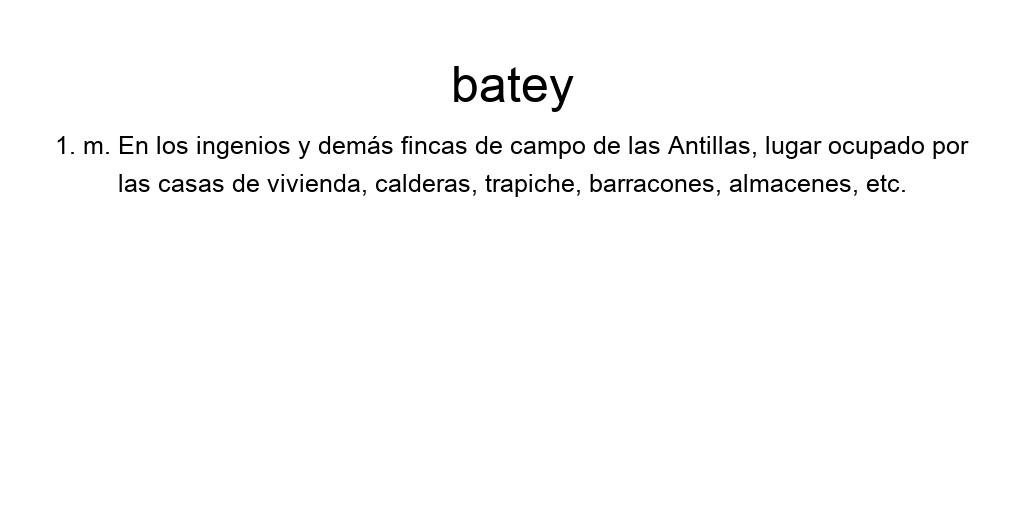 batey
1. m. En los ingenios y demás fincas de campo de las Antillas, lugar ocupado por
las casas de vivienda, calderas, trapiche, barracones, almacenes, etc.